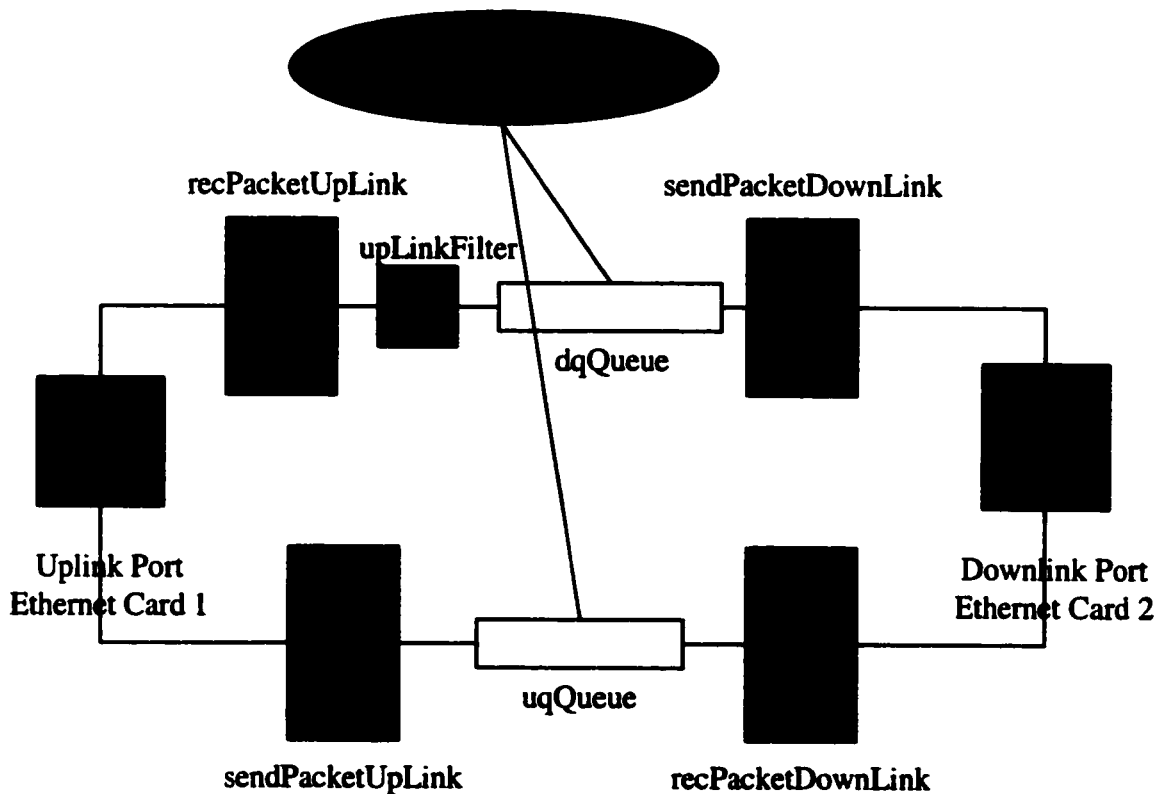 recPacketUpLink
sendPacketDownLink
upLinkFilter
dqQueue
Uplink Port
Ethernet Card 1
Downlink Port
Ethernet Card 2
uqQueue
sendPacketUpLink
recPacketDownLink